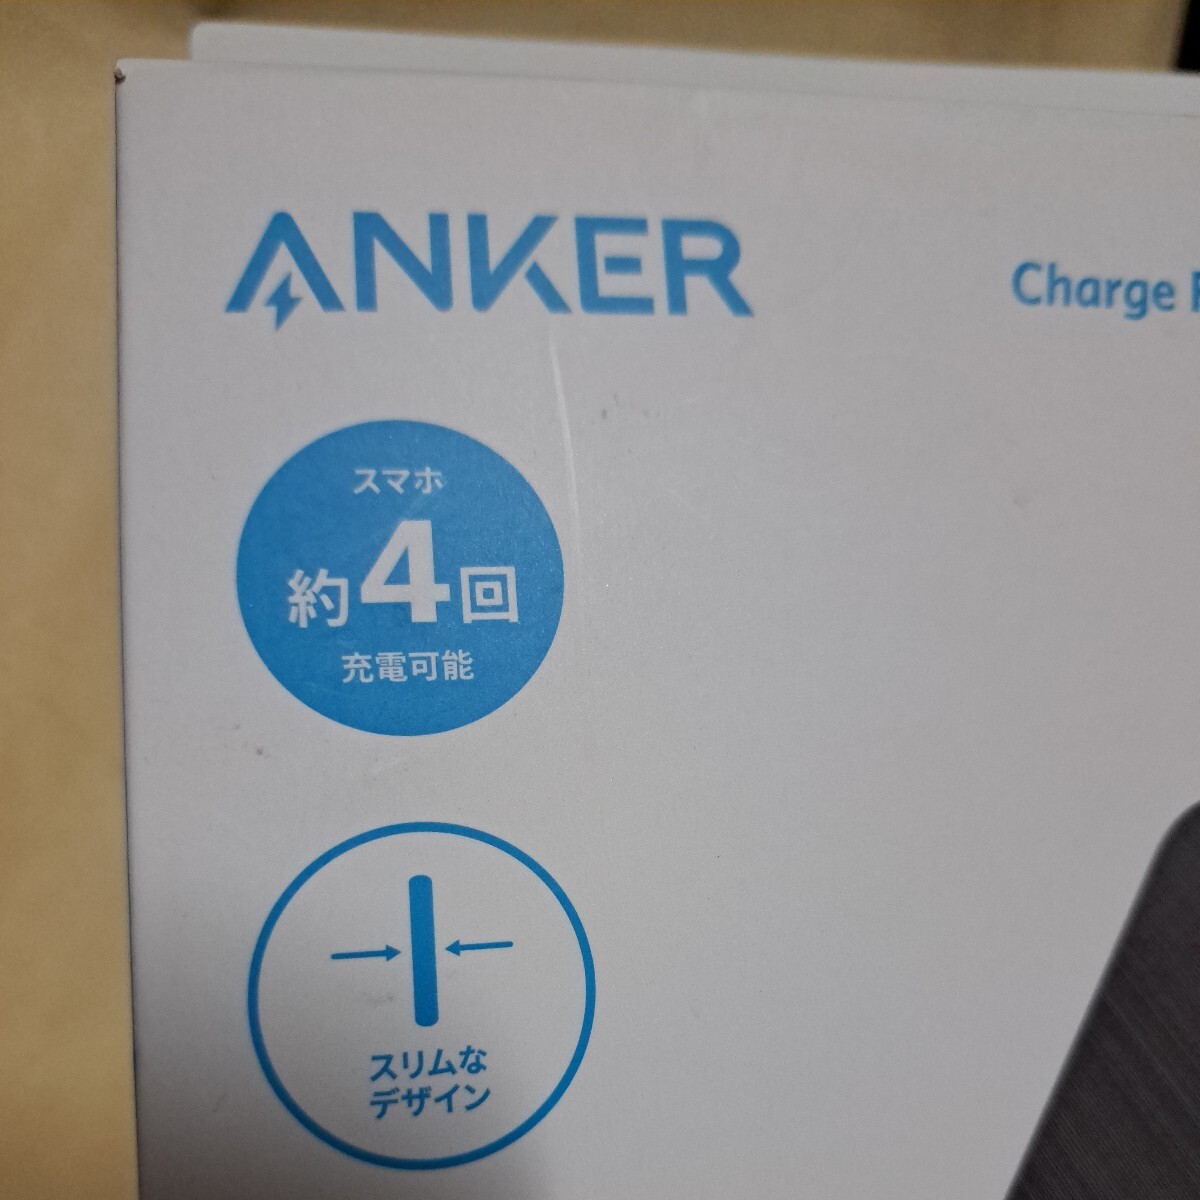 ANKER
Charge
スマホ
約4回
充電可能
スリムな
デザイン